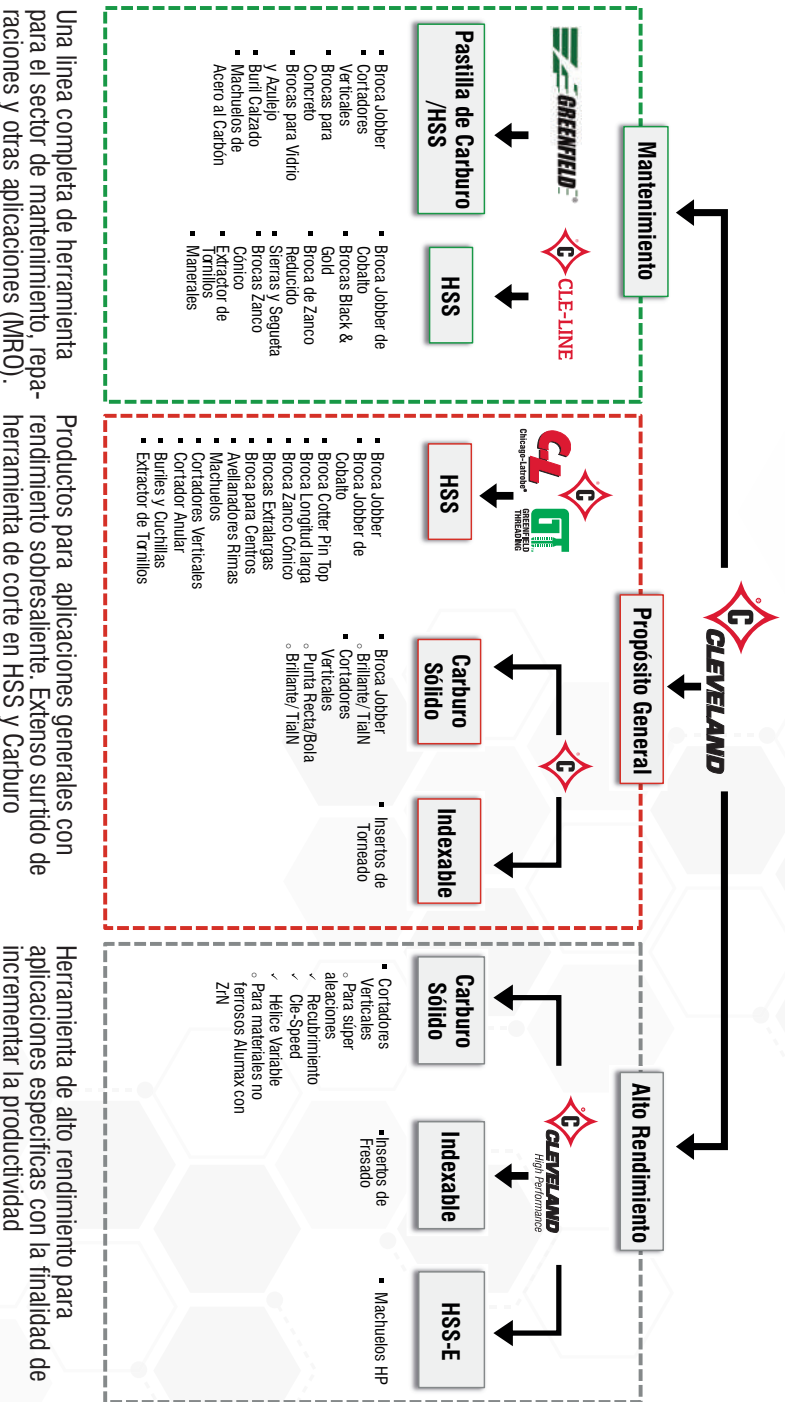 CLEVELAND
Mantenimiento
Propósito General
Alto Rendimiento
GREENFIELD
CLE-LINE
Pastilla de Carburo
/HSS
HSS
▪ Broca Jobber
▪ Cortadores
Verticales
▪ Brocas para
Concreto
▪ Brocas para Vidrio
y Azulejo
▪ Buril Calzado
▪ Machuelos de
Acero al Carbón
▪ Broca Jobber de
Cobalto
▪ Brocas Black &
Gold
▪ Broca de Zanco
Reducido
▪ Sierras y Segueta
▪ Brocas Zanco
Cónico
▪ Extractor de
Tornillos
▪ Manerales
Una linea completa de herramienta
para el sector de mantenimiento, repa-
raciones y otras aplicaciones (MRO).
C
C-L
Chicago-Latrobe®
GT
GREENFIELD
THREADING
HSS
▪ Broca Jobber
▪ Broca Jobber de
Cobalto
▪ Broca Cotter Pin Top
▪ Broca Longitud larga
▪ Broca Zanco Cónico
▪ Brocas Extralargas
▪ Broca para Centros
▪ Avellanadores Rimas
▪ Machuelos
▪ Cortadores Verticales
▪ Cortador Anular
▪ Buriles y Cuchillas
▪ Extractor de Tornillos
C
Carburo
Sólido
▪ Broca Jobber
○ Brillante/ TialN
▪ Cortadores
Verticales
○ Punta Recta/Bola
○ Brillante/ TialN
Indexable
▪ Insertos de
Torneado
Productos para aplicaciones generales con
rendimiento sobresaliente. Extenso surtido de
herramienta de corte en HSS y Carburo
C
CLEVELAND
High Performance
Carburo
Sólido
▪ Cortadores
Verticales
○ Para súper
aleaciones
✓ Recubrimiento
✓ Cle-Speed
✓ Hélice Variable
○ Para materiales no
ferrosos Alumax con
ZrN
Indexable
▪ Insertos de
Fresado
HSS-E
▪ Machuelos HP
Herramienta de alto rendimiento para
aplicaciones especificas con la finalidad de
incrementar la productividad